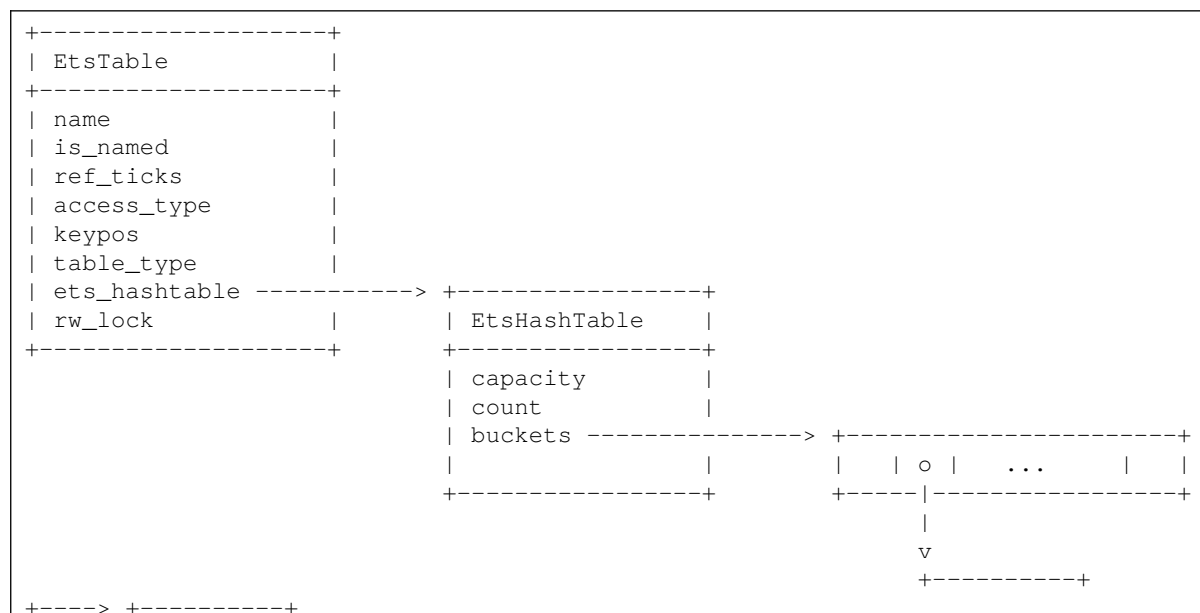 +--------------------+
| EtsTable           |
+--------------------+
| name               |
| is_named           |
| ref_ticks          |
| access_type        |
| keypos             |
| table_type         |
| ets_hashtable -----------> +-----------------+
| rw_lock            |       | EtsHashTable    |
+--------------------+       +-----------------+
                             | capacity        |
                             | count           |
                             | buckets ---------------> +-----------------------+
                             |                 |        |   | o |   ...     |   |
                             +-----------------+        +-----|-----------------+
                                                              |
                                                              v
                                                              +----------+
+----> +----------+